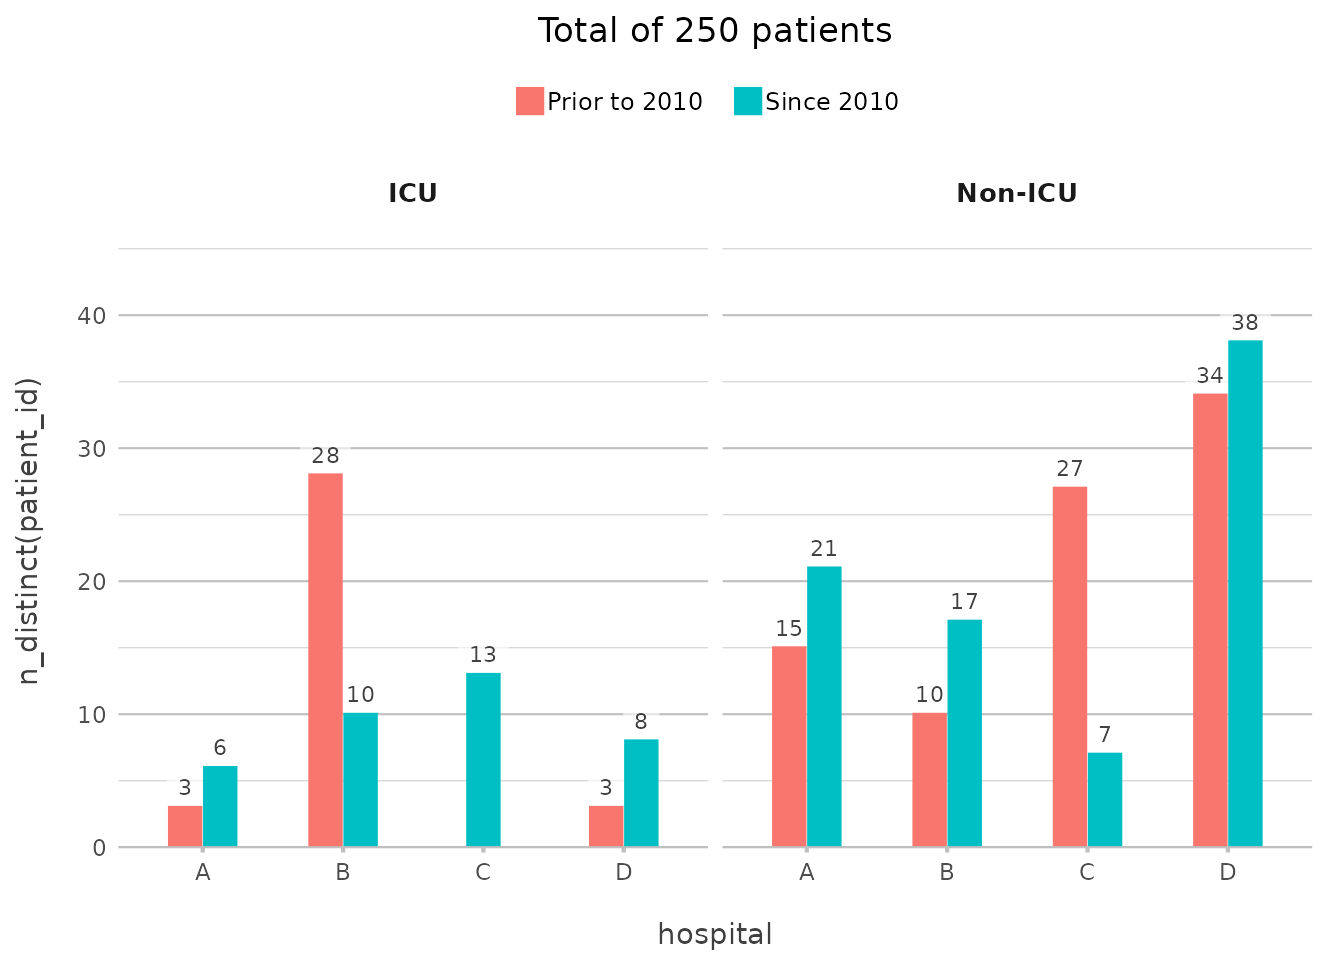 Total of 250 patients
Prior to 2010 Since 2010
ICU Non-ICU
n_distinct(patient_id)
40
30
20
10
0
3 6 28 10 13 3 8
15 21 10 17 27 7 34 38
A B C D A B C D
hospital